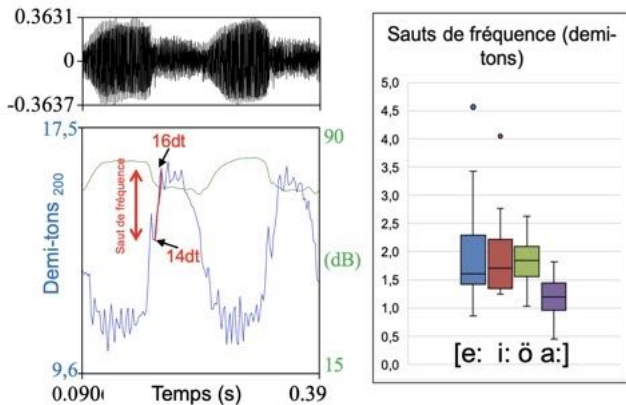 0.3631
0
-0.3637
17,5
200
Demi-tons
9,6
Saut de fréquence
16dt
14dt
90
(dB)
15
0.090
Temps (s)
0.39
Sauts de fréquence (demi-
tons)
5,0
4,5
4,0
3,5
3,0
2,5
2,0
1,5
1,0
0,5
0,0
[e: i: ö a:]